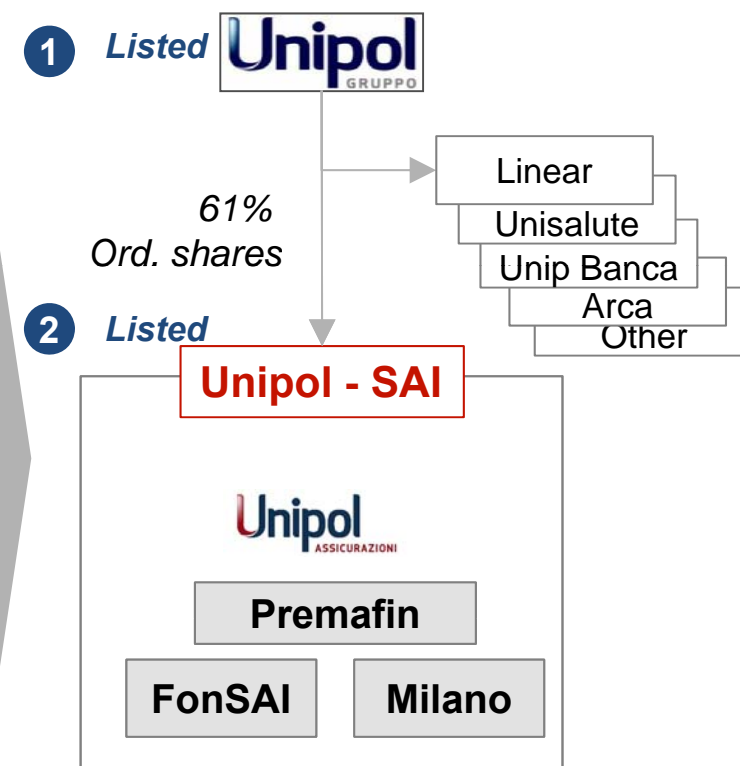 1
Listed
Unipol
GRUPPO
Linear
Unisalute
Unip Banca
Arca
Other
61%
Ord. shares
2
Listed
Unipol - SAI
Unipol
ASSICURAZIONI
Premafin
FonSAI
Milano